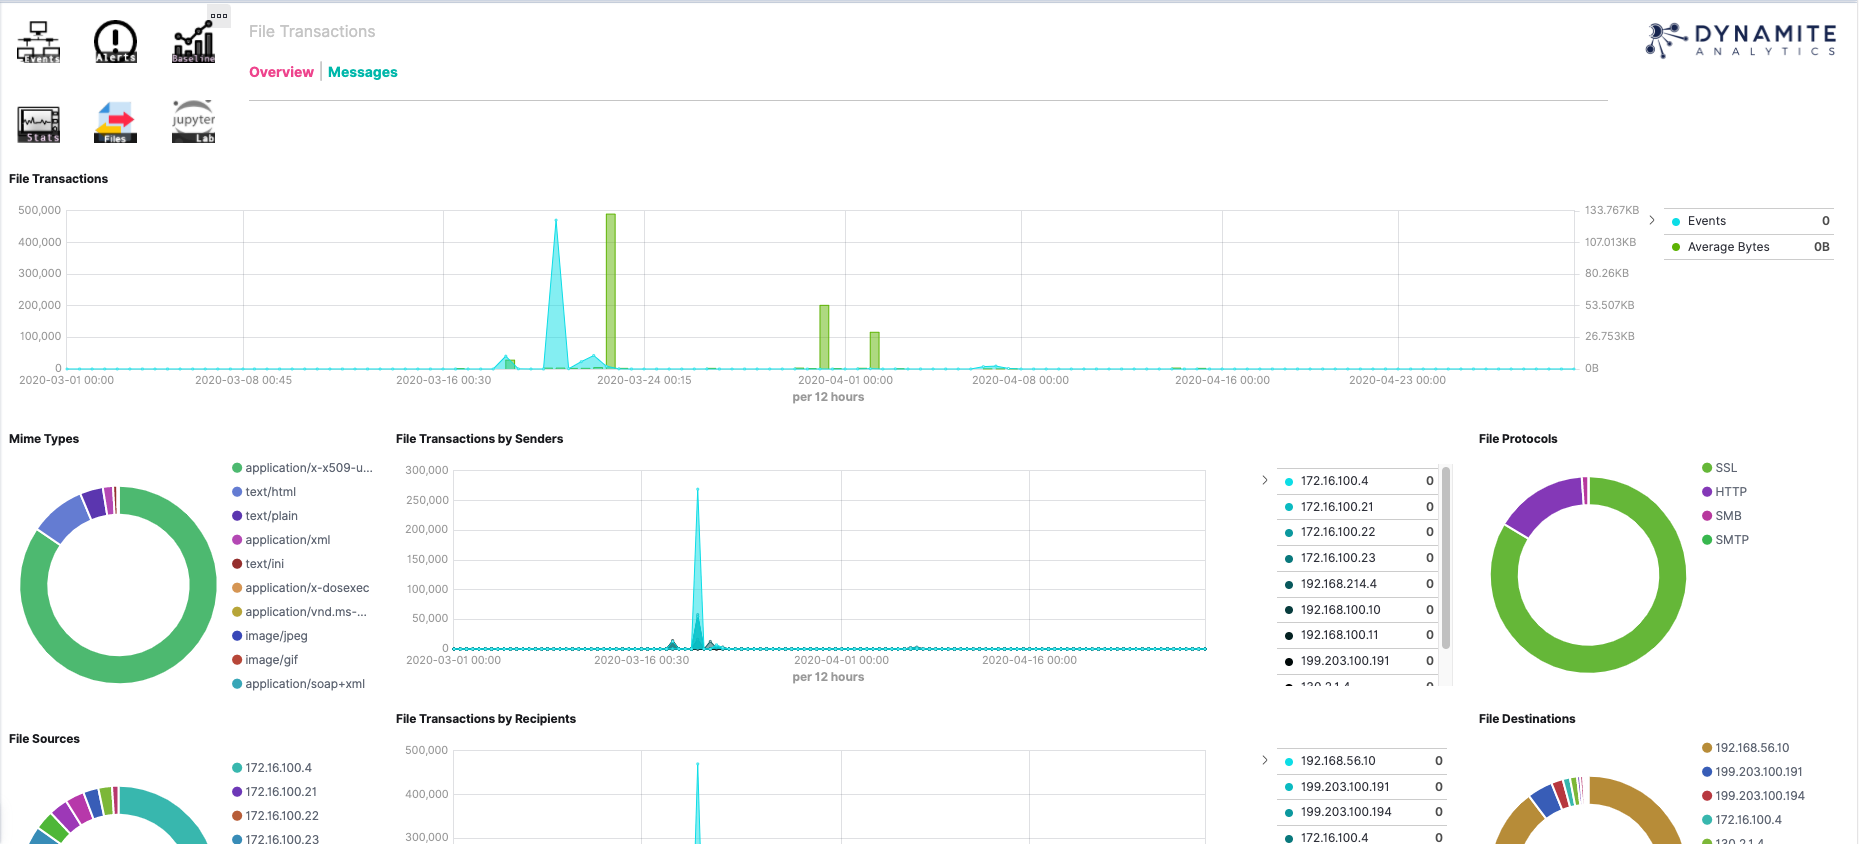 Events
Alerts
Baseline
File Transactions
Overview | Messages
DYNAMITE
ANALYTICS
Stats
Files
jupyter
Lab
File Transactions
500,000
400,000
300,000
200,000
100,000
0
133.767KB
107.013KB
80.26KB
53.507KB
26.753KB
0B
2020-03-01 00:00
2020-03-08 00:45
2020-03-16 00:30
2020-03-24 00:15
2020-04-01 00:00
2020-04-08 00:00
2020-04-16 00:00
2020-04-23 00:00
per 12 hours
Events 0
Average Bytes 0B
Mime Types
application/x-x509-u...
text/html
text/plain
application/xml
text/ini
application/x-dosexec
application/vnd.ms-...
image/jpeg
image/gif
application/soap+xml
File Transactions by Senders
300,000
250,000
200,000
150,000
100,000
50,000
0
2020-03-01 00:00
2020-03-16 00:30
2020-04-01 00:00
2020-04-16 00:00
per 12 hours
172.16.100.4 0
172.16.100.21 0
172.16.100.22 0
172.16.100.23 0
192.168.214.4 0
192.168.100.10 0
192.168.100.11 0
199.203.100.191 0
130.2.1.4 0
File Protocols
SSL
HTTP
SMB
SMTP
File Sources
172.16.100.4
172.16.100.21
172.16.100.22
172.16.100.23
File Transactions by Recipients
500,000
400,000
300,000
192.168.56.10 0
199.203.100.191 0
199.203.100.194 0
172.16.100.4 0
File Destinations
192.168.56.10
199.203.100.191
199.203.100.194
172.16.100.4
130.2.1.4